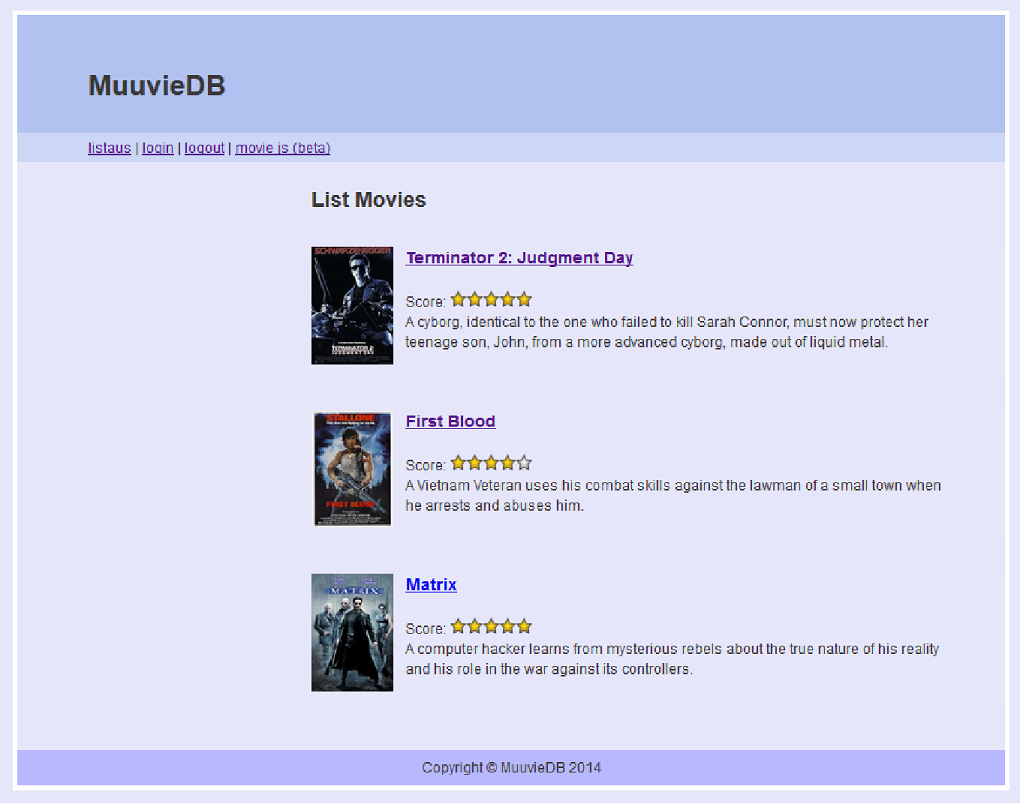 MuuvieDB
listaus | login | logout | movie js (beta)
List Movies
SCHWARZENEGGER
TERMINATOR 2
JUDGMENT DAY
Terminator 2: Judgment Day
Score:
A cyborg, identical to the one who failed to kill Sarah Connor, must now protect her
teenage son, John, from a more advanced cyborg, made out of liquid metal.
STALLONE
FIRST BLOOD
First Blood
Score:
A Vietnam Veteran uses his combat skills against the lawman of a small town when
he arrests and abuses him.
MATRIX
Matrix
Score:
A computer hacker learns from mysterious rebels about the true nature of his reality
and his role in the war against its controllers.
Copyright © MuuvieDB 2014